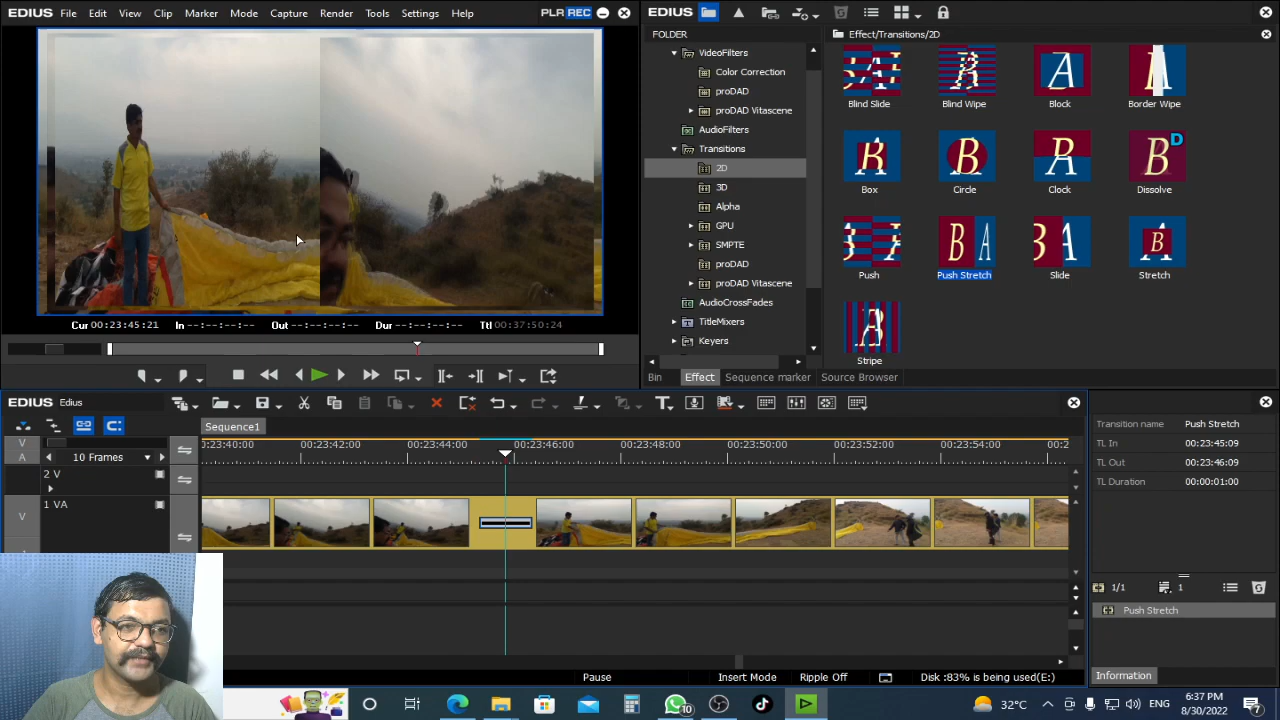 EDIUS File Edit View Clip Marker Mode Capture Render Tools Settings Help PLR REC
Cur 00:23:45:21 In --:--:--:-- Out --:--:--:-- Dur --:--:--:-- Ttl 00:37:50:24
EDIUS
FOLDER
VideoFilters
Color Correction
proDAD
proDAD Vitascene
AudioFilters
Transitions
2D
3D
Alpha
GPU
SMPTE
proDAD
proDAD Vitascene
AudioCrossFades
TitleMixers
Keyers
Effect/Transitions/2D
Blind Slide Blind Wipe Block Border Wipe
Box Circle Clock Dissolve
Push Push Stretch Slide Stretch
Stripe
Bin Effect Sequence marker Source Browser
EDIUS Edius
Sequence1
V
A
10 Frames
0:23:40:00 00:23:42:00 00:23:44:00 00:23:46:00 00:23:48:00 00:23:50:00 00:23:52:00 00:23:54:00 00:2
2 V
1 VA
V
Pause Insert Mode Ripple Off Disk :83% is being used(E:)
Transition name Push Stretch
TL In 00:23:45:09
TL Out 00:23:46:09
TL Duration 00:00:01:00
1/1 1
Push Stretch
Information
10
32°C
6:37 PM
8/30/2022